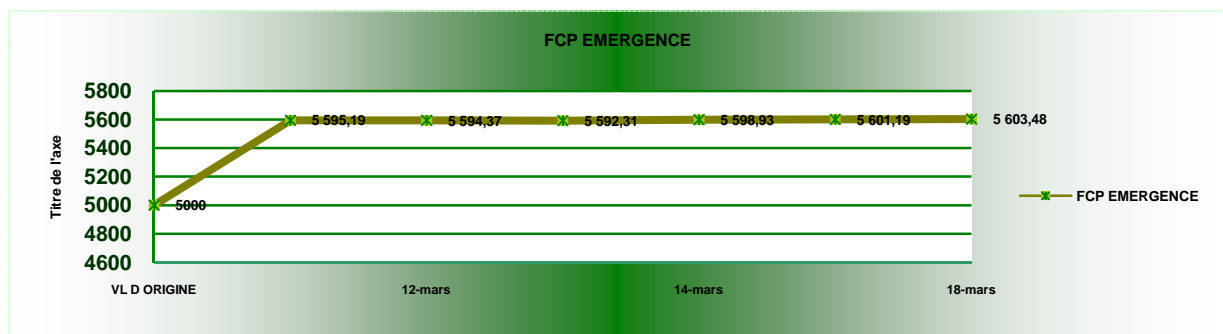 FCP EMERGENCE
5800
5600
5400
5200
5000
4800
4600
Titre de l'axe
5000
5 595,19
5 594,37
5 592,31
5 598,93
5 601,19
5 603,48
FCP EMERGENCE
VL D ORIGINE
12-mars
14-mars
18-mars